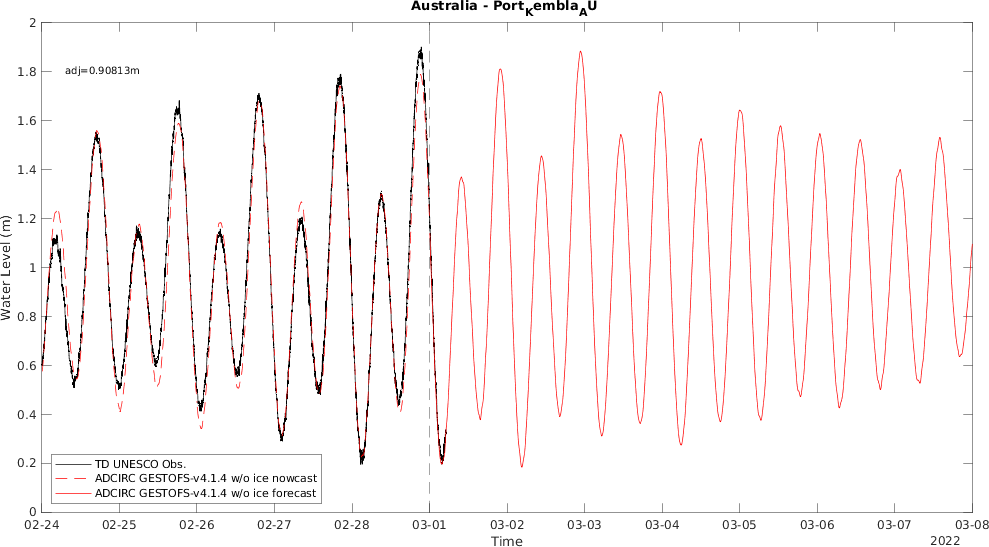 Australia - PortKemblaAU
adj=0.90813m
Water Level (m)
2
1.8
1.6
1.4
1.2
1
0.8
0.6
0.4
0.2
0
TD UNESCO Obs.
ADCIRC GESTOFS-v4.1.4 w/o ice nowcast
ADCIRC GESTOFS-v4.1.4 w/o ice forecast
02-24 02-25 02-26 02-27 02-28 03-01 03-02 03-03 03-04 03-05 03-06 03-07 03-08
Time
2022